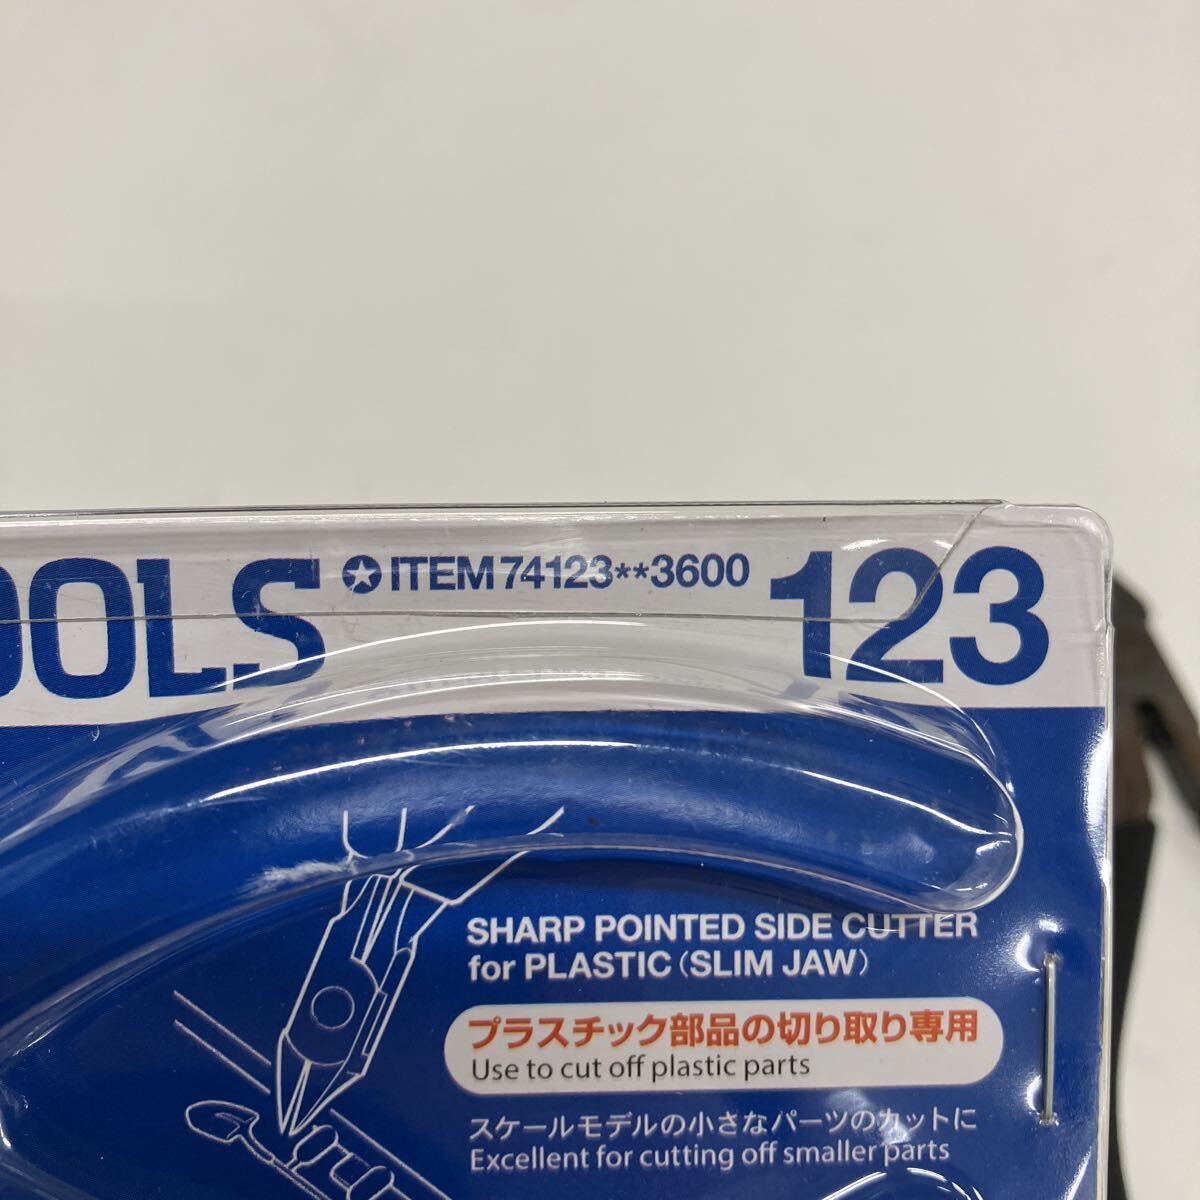 OOLS ✪ITEM 74123**3600 123
SHARP POINTED SIDE CUTTER
for PLASTIC (SLIM JAW)
プラスチック部品の切り取り専用
Use to cut off plastic parts
スケールモデルの小さなパーツのカットに
Excellent for cutting off smaller parts